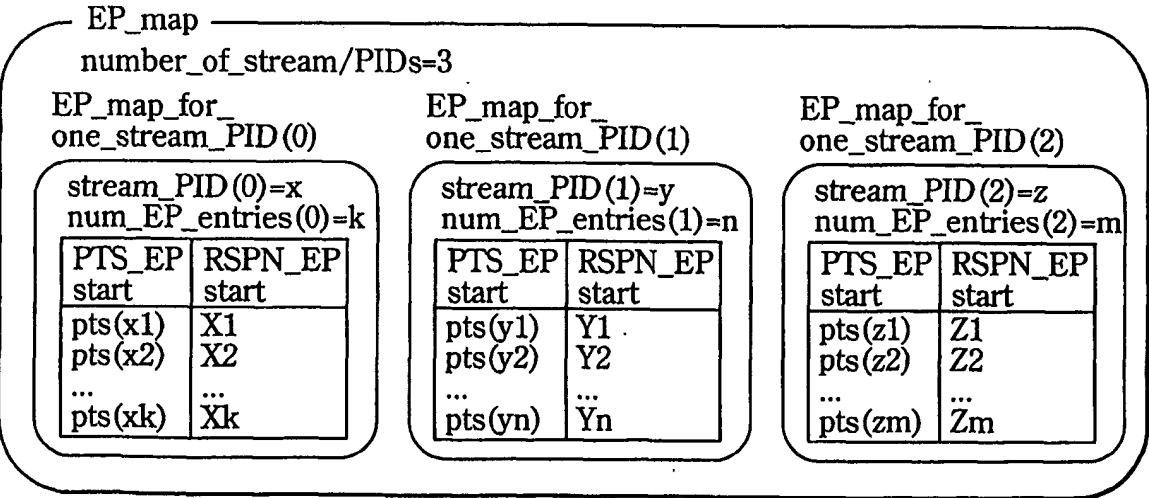 EP_map
number_of_stream/PIDs=3
EP_map_for_
one_stream_PID(0)
stream_PID(0)=x
num_EP_entries(0)=k
PTS_EP start RSPN_EP start
pts(x1) X1
pts(x2) X2
... ...
pts(xk) Xk
EP_map_for_
one_stream_PID(1)
stream_PID(1)=y
num_EP_entries(1)=n
PTS_EP start RSPN_EP start
pts(y1) Y1
pts(y2) Y2
... ...
pts(yn) Yn
EP_map_for_
one_stream_PID(2)
stream_PID(2)=z
num_EP_entries(2)=m
PTS_EP start RSPN_EP start
pts(z1) Z1
pts(z2) Z2
... ...
pts(zm) Zm